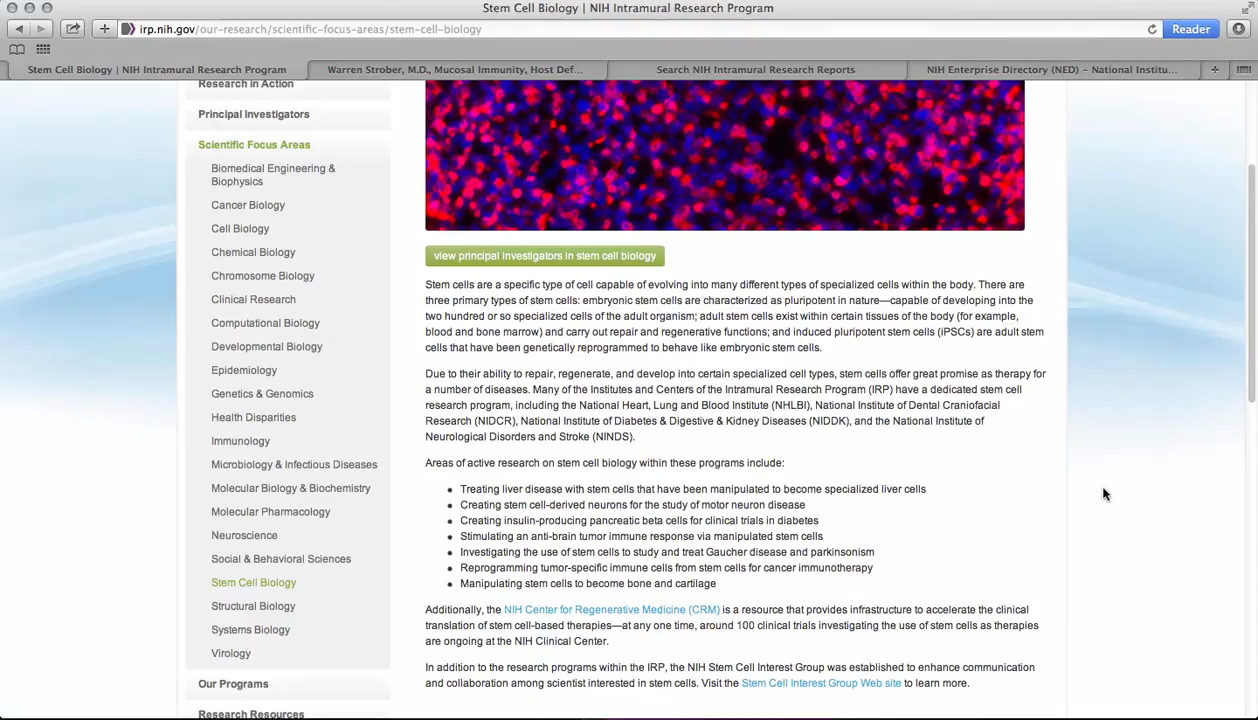 Stem Cell Biology | NIH Intramural Research Program
irp.nih.gov/our-research/scientific-focus-areas/stem-cell-biology
Reader
Stem Cell Biology | NIH Intramural Research Program
Warren Strober, M.D., Mucosal Immunity, Host Def...
Search NIH Intramural Research Reports
NIH Enterprise Directory (NED) – National Institu...
Research in Action
Principal Investigators
Scientific Focus Areas
Biomedical Engineering &
Biophysics
Cancer Biology
Cell Biology
Chemical Biology
Chromosome Biology
Clinical Research
Computational Biology
Developmental Biology
Epidemiology
Genetics & Genomics
Health Disparities
Immunology
Microbiology & Infectious Diseases
Molecular Biology & Biochemistry
Molecular Pharmacology
Neuroscience
Social & Behavioral Sciences
Stem Cell Biology
Structural Biology
Systems Biology
Virology
Our Programs
Research Resources
view principal investigators in stem cell biology
Stem cells are a specific type of cell capable of evolving into many different types of specialized cells within the body. There are
three primary types of stem cells: embryonic stem cells are characterized as pluripotent in nature—capable of developing into the
two hundred or so specialized cells of the adult organism; adult stem cells exist within certain tissues of the body (for example,
blood and bone marrow) and carry out repair and regenerative functions; and induced pluripotent stem cells (iPSCs) are adult stem
cells that have been genetically reprogrammed to behave like embryonic stem cells.
Due to their ability to repair, regenerate, and develop into certain specialized cell types, stem cells offer great promise as therapy for
a number of diseases. Many of the Institutes and Centers of the Intramural Research Program (IRP) have a dedicated stem cell
research program, including the National Heart, Lung and Blood Institute (NHLBI), National Institute of Dental Craniofacial
Research (NIDCR), National Institute of Diabetes & Digestive & Kidney Diseases (NIDDK), and the National Institute of
Neurological Disorders and Stroke (NINDS).
Areas of active research on stem cell biology within these programs include:
• Treating liver disease with stem cells that have been manipulated to become specialized liver cells
• Creating stem cell-derived neurons for the study of motor neuron disease
• Creating insulin-producing pancreatic beta cells for clinical trials in diabetes
• Stimulating an anti-brain tumor immune response via manipulated stem cells
• Investigating the use of stem cells to study and treat Gaucher disease and parkinsonism
• Reprogramming tumor-specific immune cells from stem cells for cancer immunotherapy
• Manipulating stem cells to become bone and cartilage
Additionally, the NIH Center for Regenerative Medicine (CRM) is a resource that provides infrastructure to accelerate the clinical
translation of stem cell-based therapies—at any one time, around 100 clinical trials investigating the use of stem cells as therapies
are ongoing at the NIH Clinical Center.
In addition to the research programs within the IRP, the NIH Stem Cell Interest Group was established to enhance communication
and collaboration among scientist interested in stem cells. Visit the Stem Cell Interest Group Web site to learn more.